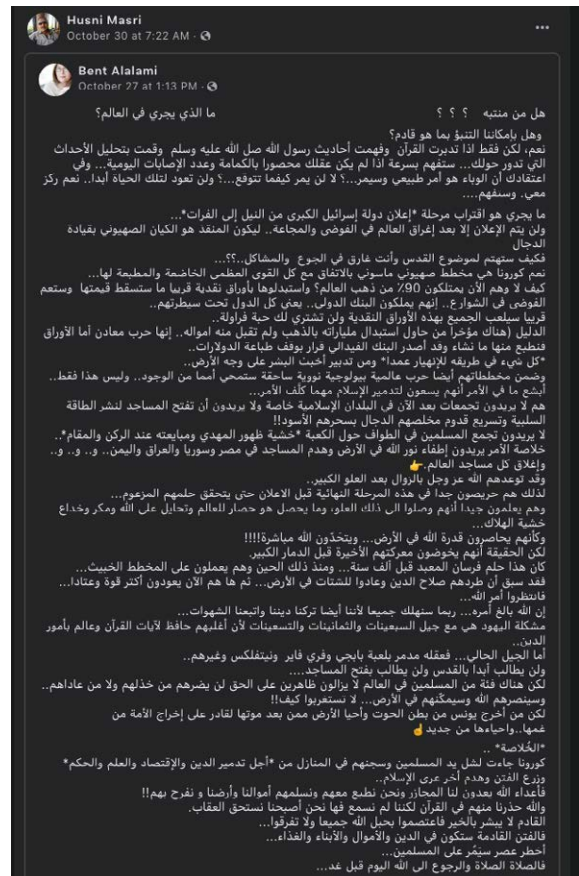 Husni Masri
October 30 at 7:22 AM ·
Bent Alalami
October 27 at 1:13 PM ·
هل من منتبه ؟ ؟ ؟ ما الذي يجري في العالم؟
وهل بإمكاننا التنبؤ بما هو قادم؟
نعم، لكن فقط اذا تدبرت القرآن وفهمت أحاديث رسول الله صل الله عليه وسلم وقمت بتحليل الأحداث
التي تدور حولك... ستفهم بسرعة اذا لم يكن عقلك محصورا بالكمامة وعدد الإصابات اليومية... وفي
اعتقادك أن الوباء هو أمر طبيعي وسيمر...؟ لا لن يمر كيفما تتوقع...؟ ولن تعود لتلك الحياة أبدا.. نعم ركز
معي. وستفهم....
ما يجري هو اقتراب مرحلة *إعلان دولة إسرائيل الكبرى من النيل إلى الفرات*...
ولن يتم الإعلان إلا بعد إغراق العالم في الفوضى والمجاعة.. ليكون المنقذ هو الكيان الصهيوني بقيادة
الدجال
فكيف ستهتم لموضوع القدس وأنت غارق في الجوع والمشاكل..؟؟...
نعم كورونا هي مخطط صهيوني ماسوني بالاتفاق مع كل القوى العظمى الخاضعة والمطبعة لها...
كيف لا وهم الأن يمتلكون 90٪ من ذهب العالم؟ واستبدلوها بأوراق نقدية قريبا ما ستسقط قيمتها وستعم
الفوضى في الشوارع.. إنهم يملكون البنك الدولي.. يعني كل الدول تحت سيطرتهم..
قريبا سيلعب الجميع بهذه الأوراق النقدية ولن تشتري لك حبة فراولة..
الدليل (هناك مؤخرا من حاول استبدال ملياراته بالذهب ولم تقبل منه امواله.. إنها حرب معادن أما الأوراق
فنطبع منها ما نشاء وقد أصدر البنك الفيدالي قرار بوقف طباعة الدولارات..
*كل شيء في طريقه للإنهيار عمدا* ومن تدبير أخبث البشر على وجه الأرض..
وضمن مخططاتهم أيضا حرب عالمية بيولوجية نووية ساحقة ستمحي أمما من الوجود.. وليس هذا فقط..
أبشع ما في الأمر أنهم يسعون لتدمير الإسلام مهما كلّف الأمر...
هم لا يريدون تجمعات بعد الآن في البلدان الإسلامية خاصة ولا يريدون أن تفتح المساجد لنشر الطاقة
السلبية وتسريع قدوم مخلصهم الدجال بسحرهم الأسود!!
لا يريدون تجمع المسلمين في الطواف حول الكعبة *خشية ظهور المهدي ومبايعته عند الركن والمقام*..
خلاصة الأمر يريدون إطفاء نور الله في الأرض وهدم المساجد في مصر وسوريا والعراق واليمن.. و.. و.. و..
وإغلاق كل مساجد العالم.👉
وقد توعدهم الله عز وجل بالزوال بعد العلو الكبير..
لذلك هم حريصون جدا في هذه المرحلة النهائية قبل الاعلان حتى يتحقق حلمهم المزعوم...
وهم يعلمون جيدا أنهم وصلوا الى ذلك العلو، وما يحصل هو حصار للعالم وتحايل على الله ومكر وخداع
خشية الهلاك...
وكأنهم يحاصرون قدرة الله في الأرض... ويتحدّون الله مباشرة!!!!
لكن الحقيقة أنهم يخوضون معركتهم الأخيرة قبل الدمار الكبير.
كان هذا حلم فرسان المعبد قبل ألف سنة... ومنذ ذلك الحين وهم يعملون على المخطط الخبيث...
فقد سبق أن طردهم صلاح الدين وعادوا للشتات في الأرض... ثم ها هم الآن يعودون أكثر قوة وعتادا...
فانتظروا أمر الله...
إن الله بالغ أمره... ربما سنهلك جميعا لأننا أيضا تركنا ديننا واتبعنا الشهوات...
مشكلة اليهود هي مع جيل السبعينات والثمانينات والتسعينات لأن أغلبهم حافظ لآيات القرآن وعالم بأمور
الدين..
أما الجيل الحالي... فعقله مدمر بلعبة بابجي وفري فاير ونيتفلكس وغيرهم..
ولن يطالب أبدا بالقدس ولن يطالب بفتح المساجد....
لكن هناك فئة من المسلمين في العالم لا يزالون ظاهرين على الحق لن يضرهم من خذلهم ولا من عاداهم..
وسينصرهم الله وسيمكّنهم في الأرض... لا تستغربوا كيف!!
لكن من أخرج يونس من بطن الحوت وأحيا الأرض ممن بعد موتها لقادر على إخراج الأمة من
غمها..واحياءها من جديد☝
*الخُلاصة* ..
كورونا جاءت لشل يد المسلمين وسجنهم في المنازل من *أجل تدمير الدين والإقتصاد والعلم والحكم*
وزرع الفتن وهدم أخر عرى الإسلام..
فأعداء الله يعدون لنا المجازر ونحن نطبع معهم ونسلمهم أموالنا وأرضنا و نفرح بهم!!
والله حذرنا منهم في القرآن لكننا لم نسمع فها نحن أصبحنا نستحق العقاب.
القادم لا يبشر بالخير فاعتصموا بحبل الله جميعا ولا تفرقوا...
فالفتن القادمة ستكون في الدين والأموال والأبناء والغذاء...
أخطر عصر سيَمُر على المسلمين...
فالصلاة الصلاة والرجوع الى الله اليوم قبل غد...